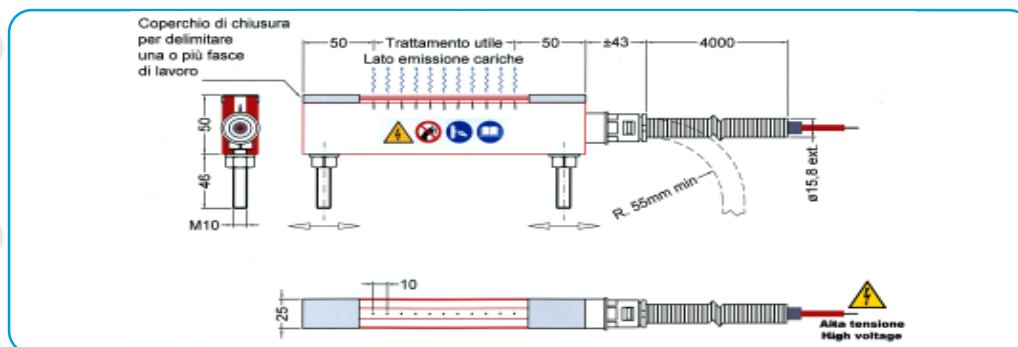 Coperchio di chiusura
per delimitare
una o più fasce
di lavoro
50
Trattamento utile
50
±43
4000
Lato emissione cariche
50
46
M10
R. 55mm min
ø15,8 ext.
10
25
Alta tensione
High voltage